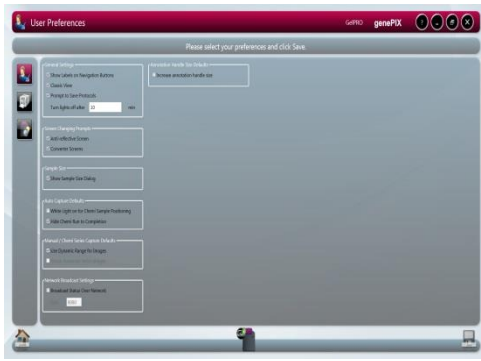 User Preferences
GelPRO genePIX
Please select your preferences and click Save.
General Settings
Show Labels on Navigation Buttons
Classic View
Prompt to Save Protocols
Turn lights off after min
Annotation Handle Size Defaults
Increase annotation handle size
Screen Changing Prompts
Anti-reflective Screen
Converter Screens
Sample Size
Show Sample Size Dialog
Auto Capture Defaults
White light on for Chemi Sample Positioning
Hide Chemi Run to Completion
Manual / Chemi Series Capture Defaults
Use Dynamic Range for Images
Network Broadcast Settings
Broadcast Status Over Network